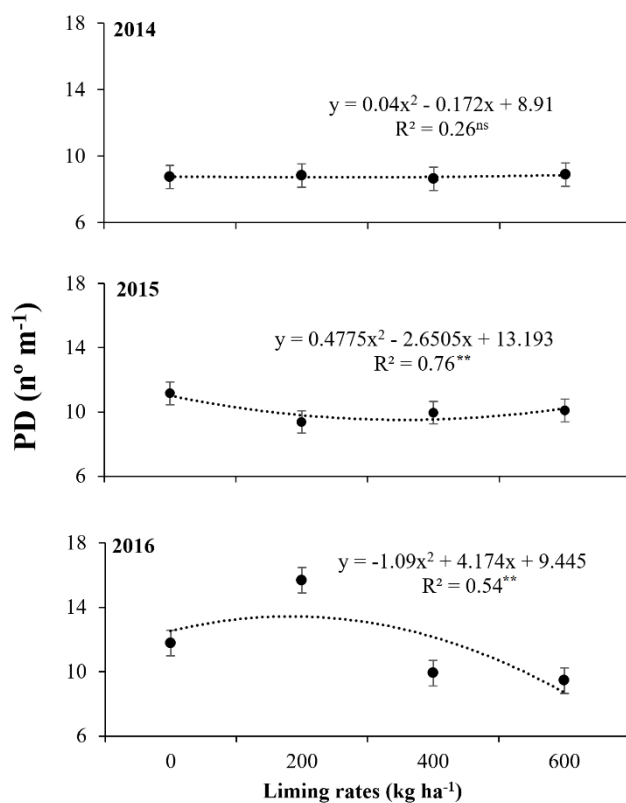 18
2014
14
y = 0.04x² - 0.172x + 8.91
R² = 0.26ⁿˢ
10
6
18
2015
14
y = 0.4775x² - 2.6505x + 13.193
R² = 0.76**
10
6
PD (nº m⁻¹)
18
2016
y = -1.09x² + 4.174x + 9.445
R² = 0.54**
14
10
6
0 200 400 600
Liming rates (kg ha⁻¹)